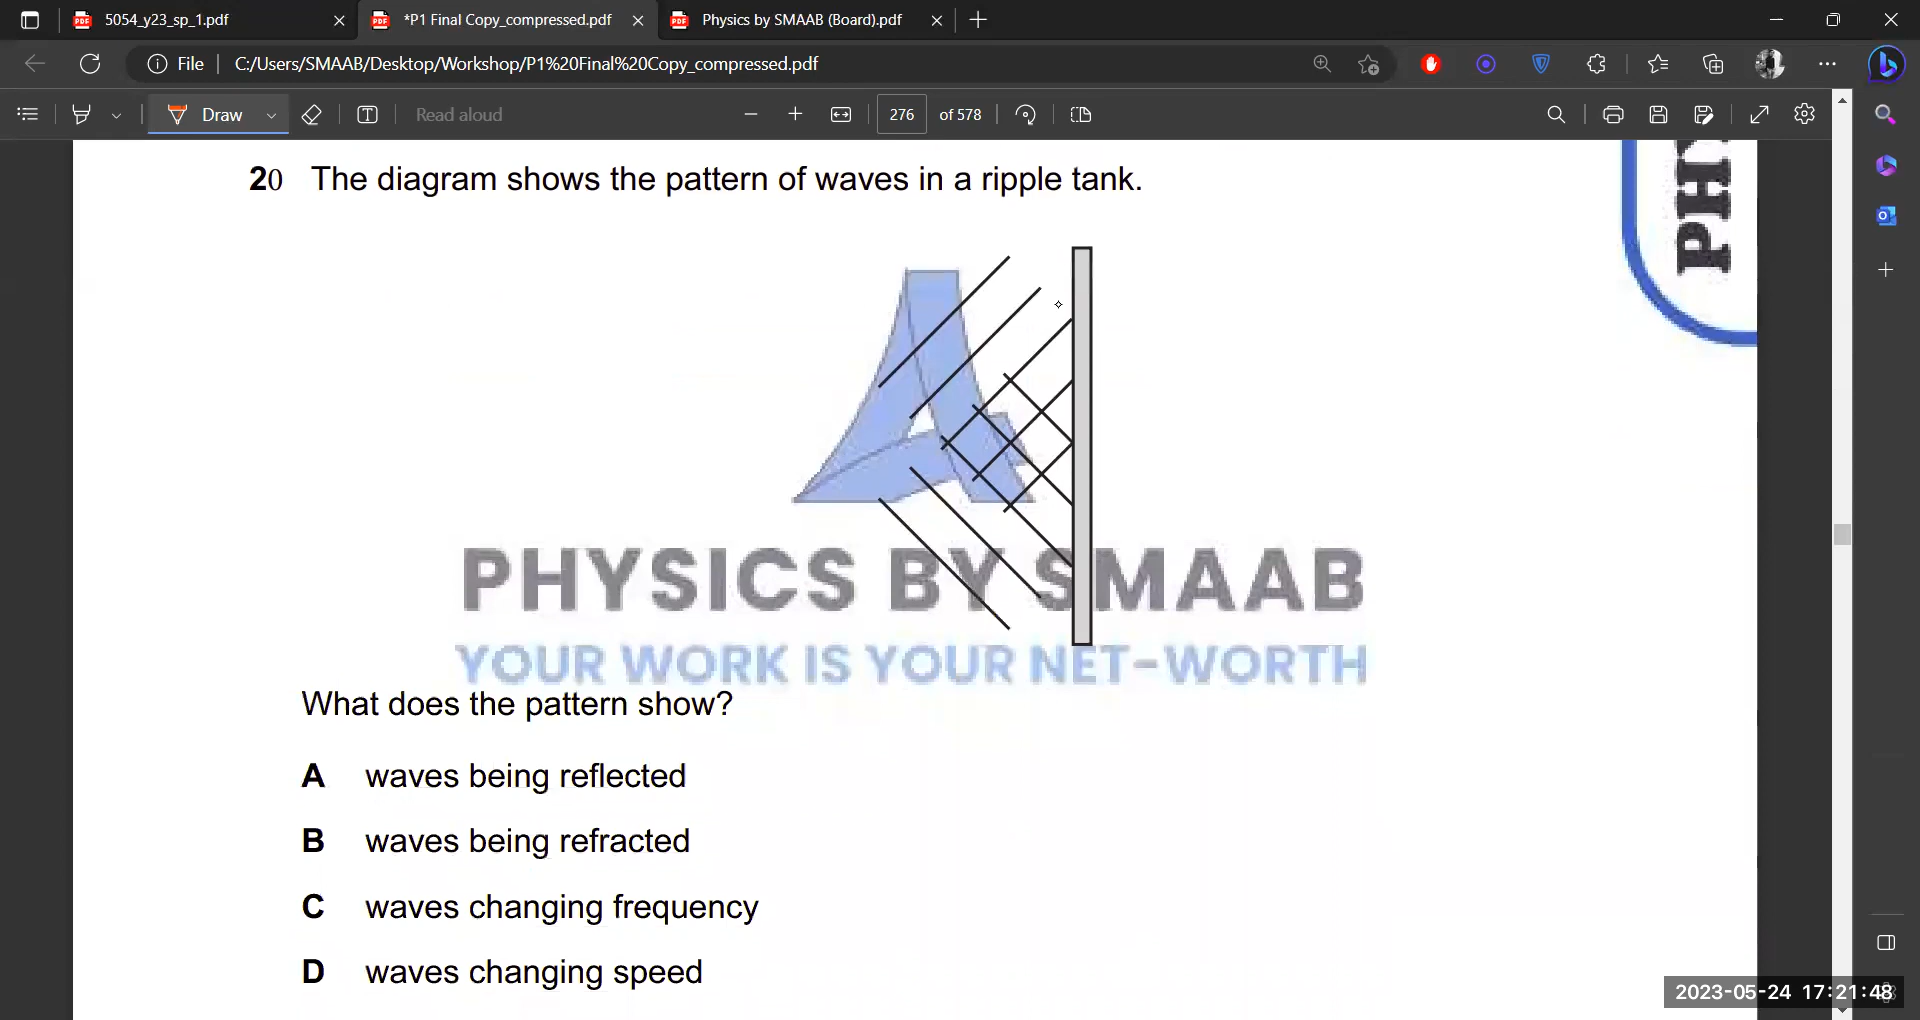 5054_y23_sp_1.pdf
*P1 Final Copy_compressed.pdf
Physics by SMAAB (Board).pdf
File
C:/Users/SMAAB/Desktop/Workshop/P1%20Final%20Copy_compressed.pdf
Draw
Read aloud
276 of 578
20 The diagram shows the pattern of waves in a ripple tank.
PHYSICS BY SMAAB
YOUR WORK IS YOUR NET-WORTH
What does the pattern show?
A waves being reflected
B waves being refracted
C waves changing frequency
D waves changing speed
2023-05-24 17:21:48